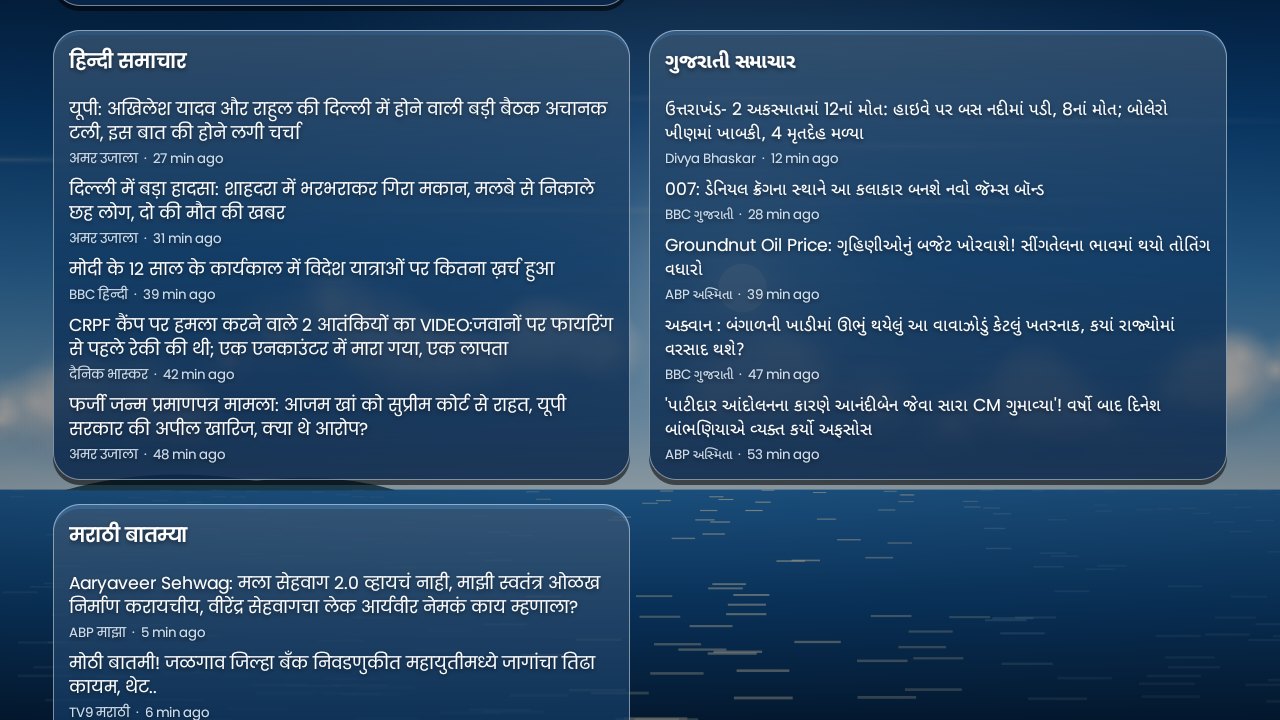 हिन्दी समाचार
यूपी: अखिलेश यादव और राहुल की दिल्ली में होने वाली बड़ी बैठक अचानक
टली, इस बात की होने लगी चर्चा
अमर उजाला · 27 min ago
दिल्ली में बड़ा हादसा: शाहदरा में भरभराकर गिरा मकान, मलबे से निकाले
छह लोग, दो की मौत की खबर
अमर उजाला · 31 min ago
मोदी के 12 साल के कार्यकाल में विदेश यात्राओं पर कितना ख़र्च हुआ
BBC हिन्दी · 39 min ago
CRPF कैंप पर हमला करने वाले 2 आतंकियों का VIDEO:जवानों पर फायरिंग
से पहले रेकी की थी; एक एनकाउंटर में मारा गया, एक लापता
दैनिक भास्कर · 42 min ago
फर्जी जन्म प्रमाणपत्र मामला: आजम खां को सुप्रीम कोर्ट से राहत, यूपी
सरकार की अपील खारिज, क्या थे आरोप?
अमर उजाला · 48 min ago
ગુજરાતી સમાચાર
ઉત્તરાખંડ- 2 અકસ્માતમાં 12નાં મોત: હાઇવે પર બસ નદીમાં પડી, 8નાં મોત; બોલેરો
ખીણમાં ખાબકી, 4 મૃતદેહ મળ્યા
Divya Bhaskar · 12 min ago
007: ડેનિયલ ક્રૅગના સ્થાને આ કલાકાર બનશે નવો જૅમ્સ બૉન્ડ
BBC ગુજરાતી · 28 min ago
Groundnut Oil Price: ગૃહિણીઓનું બજેટ ખોરવાશે! સીંગતેલના ભાવમાં થયો તોતિંગ
વધારો
ABP અસ્મિતા · 39 min ago
અક્વાન : બંગાળની ખાડીમાં ઊભું થયેલું આ વાવાઝોડું કેટલું ખતરનાક, કયાં રાજ્યોમાં
વરસાદ થશે?
BBC ગુજરાતી · 47 min ago
'પાટીદાર આંદોલનના કારણે આનંદીબેન જેવા સારા CM ગુમાવ્યા'! વર્ષો બાદ દિનેશ
બાંભણિયાએ વ્યક્ત કર્યો અફસોસ
ABP અસ્મિતા · 53 min ago
मराठी बातम्या
Aaryaveer Sehwag: मला सेहवाग 2.0 व्हायचं नाही, माझी स्वतंत्र ओळख
निर्माण करायचीय, वीरेंद्र सेहवागचा लेक आर्यवीर नेमकं काय म्हणाला?
ABP माझा · 5 min ago
मोठी बातमी! जळगाव जिल्हा बँक निवडणुकीत महायुतीमध्ये जागांचा तिढा
कायम, थेट..
TV9 मराठी · 6 min ago